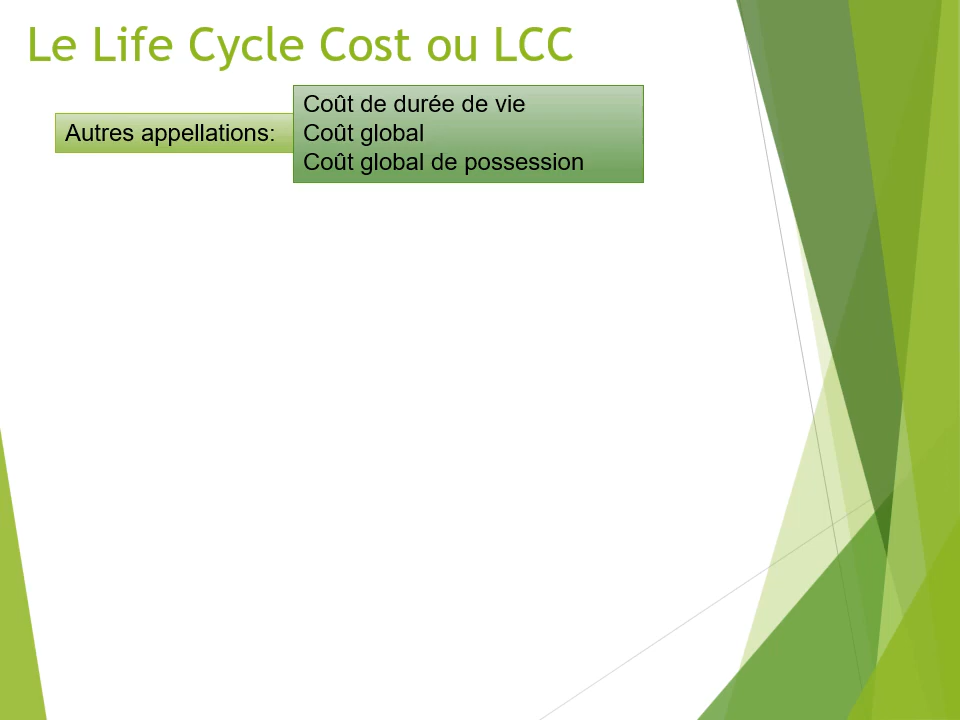 Le Life Cycle Cost ou LCC
Autres appellations:
Coût de durée de vie
Coût global
Coût global de possession